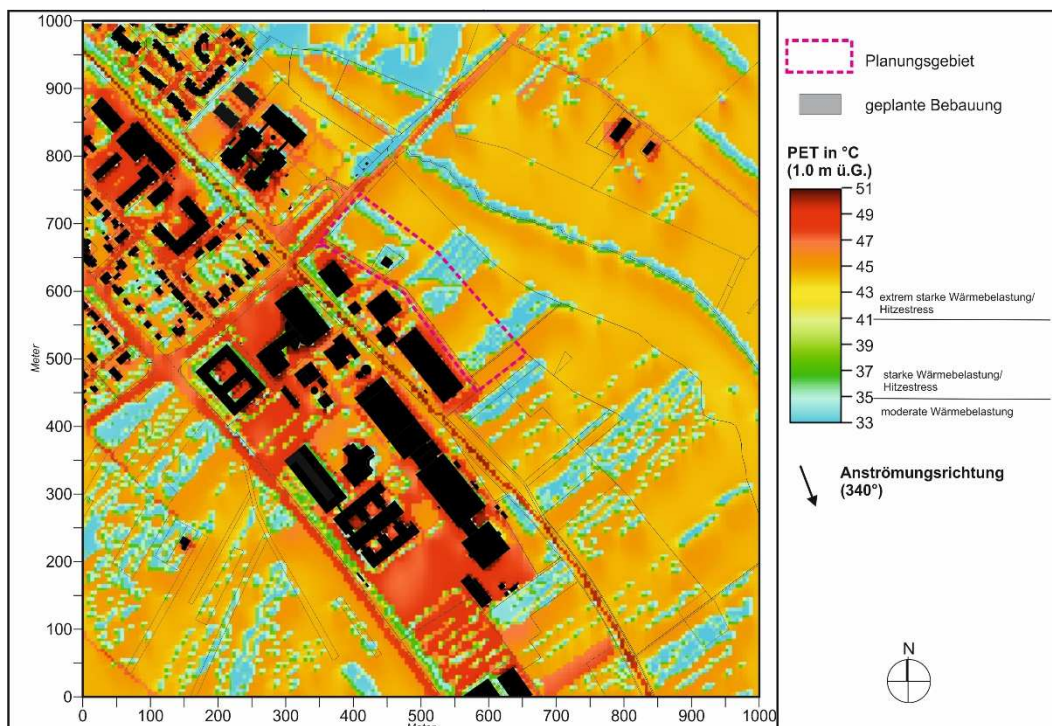 1000
900
800
700
600
500
400
300
200
100
0
Meter
0 100 200 300 400 500 600 700 800 900 1000
Meter
Planungsgebiet
geplante Bebauung
PET in °C
(1.0 m ü.G.)
51
49
47
45
43
41
39
37
35
33
extrem starke Wärmebelastung/
Hitzestress
starke Wärmebelastung/
Hitzestress
moderate Wärmebelastung
Anströmungsrichtung
(340°)
N